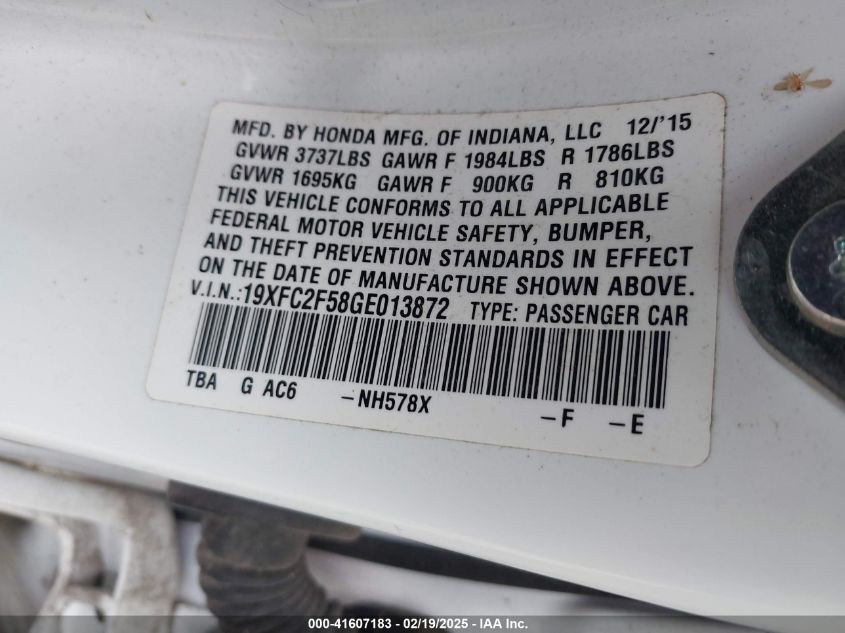 MFD. BY HONDA MFG. OF INDIANA, LLC 12/'15
GVWR 3737LBS GAWR F 1984LBS R 1786LBS
GVWR 1695KG GAWR F 900KG R 810KG
THIS VEHICLE CONFORMS TO ALL APPLICABLE
FEDERAL MOTOR VEHICLE SAFETY, BUMPER,
AND THEFT PREVENTION STANDARDS IN EFFECT
ON THE DATE OF MANUFACTURE SHOWN ABOVE.
V.I.N.:19XFC2F58GE013872 TYPE: PASSENGER CAR
TBA G AC6 -NH578X -F -E
000-41607183 - 02/19/2025 - IAA Inc.